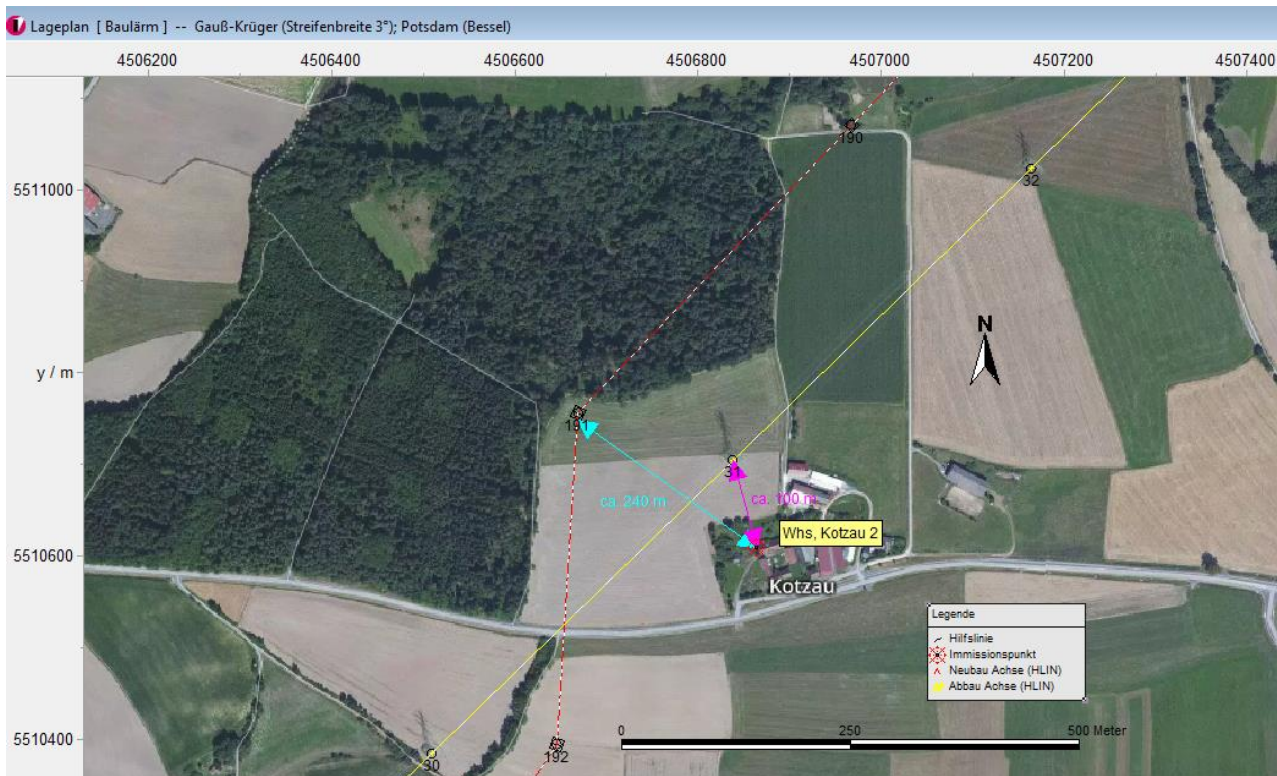 Lageplan [ Baulärm ] -- Gauß-Krüger (Streifenbreite 3°); Potsdam (Bessel)
4506200 4506400 4506600 4506800 4507000 4507200 4507400
190
32
5511000
N
y / m
191
31
ca. 240 m
ca. 100 m
Whs, Kotzau 2
5510600
Kotzau
Legende
Hilfslinie
Immissionspunkt
Neubau Achse (HLIN)
Abbau Achse (HLIN)
0 250 500 Meter
5510400
30
192